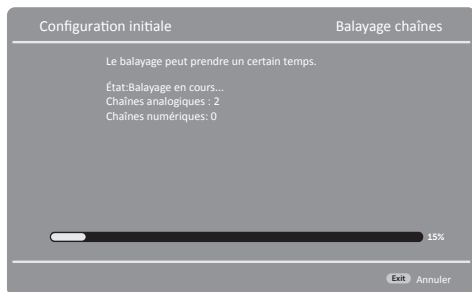 Configuration initiale
Balayage chaînes
Le balayage peut prendre un certain temps.
État:Balayage en cours...
Chaînes analogiques : 2
Chaînes numériques: 0
15%
Exit Annuler